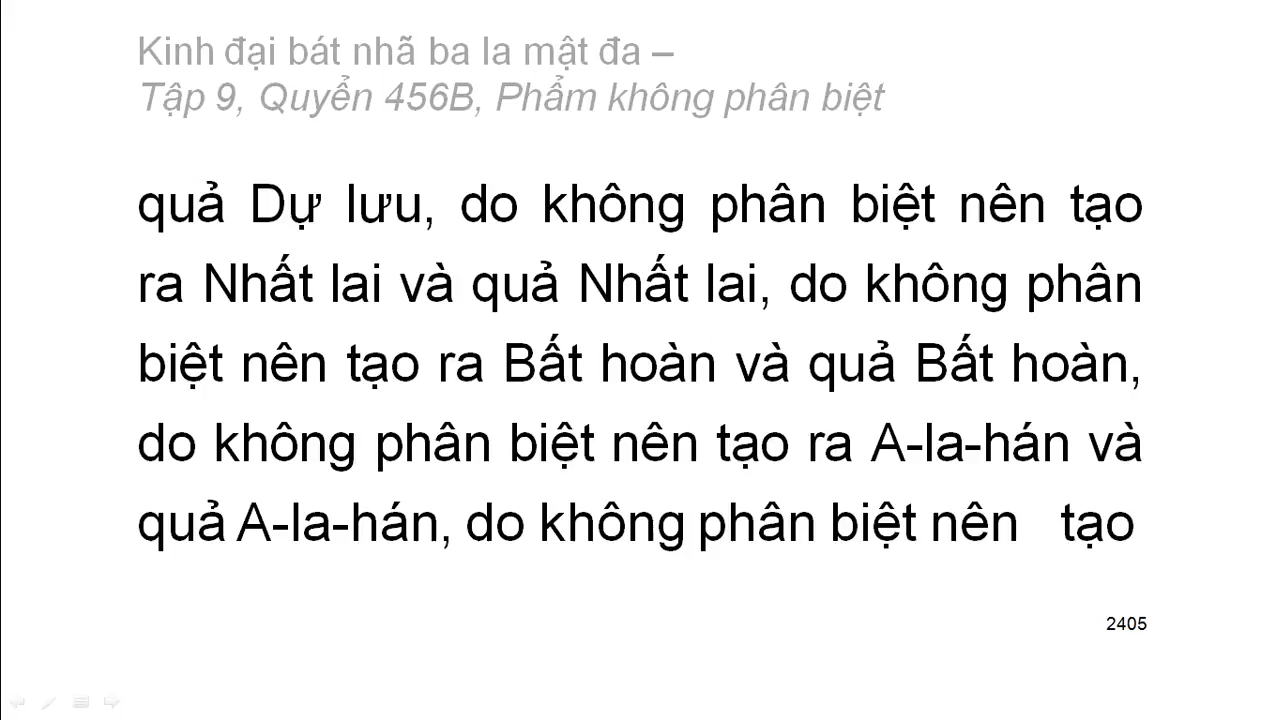 Kinh đại bát nhã ba la mật đa –
Tập 9, Quyển 456B, Phẩm không phân biệt
quả Dự lưu, do không phân biệt nên tạo
ra Nhất lai và quả Nhất lai, do không phân
biệt nên tạo ra Bất hoàn và quả Bất hoàn,
do không phân biệt nên tạo ra A-la-hán và
quả A-la-hán, do không phân biệt nên tạo
2405